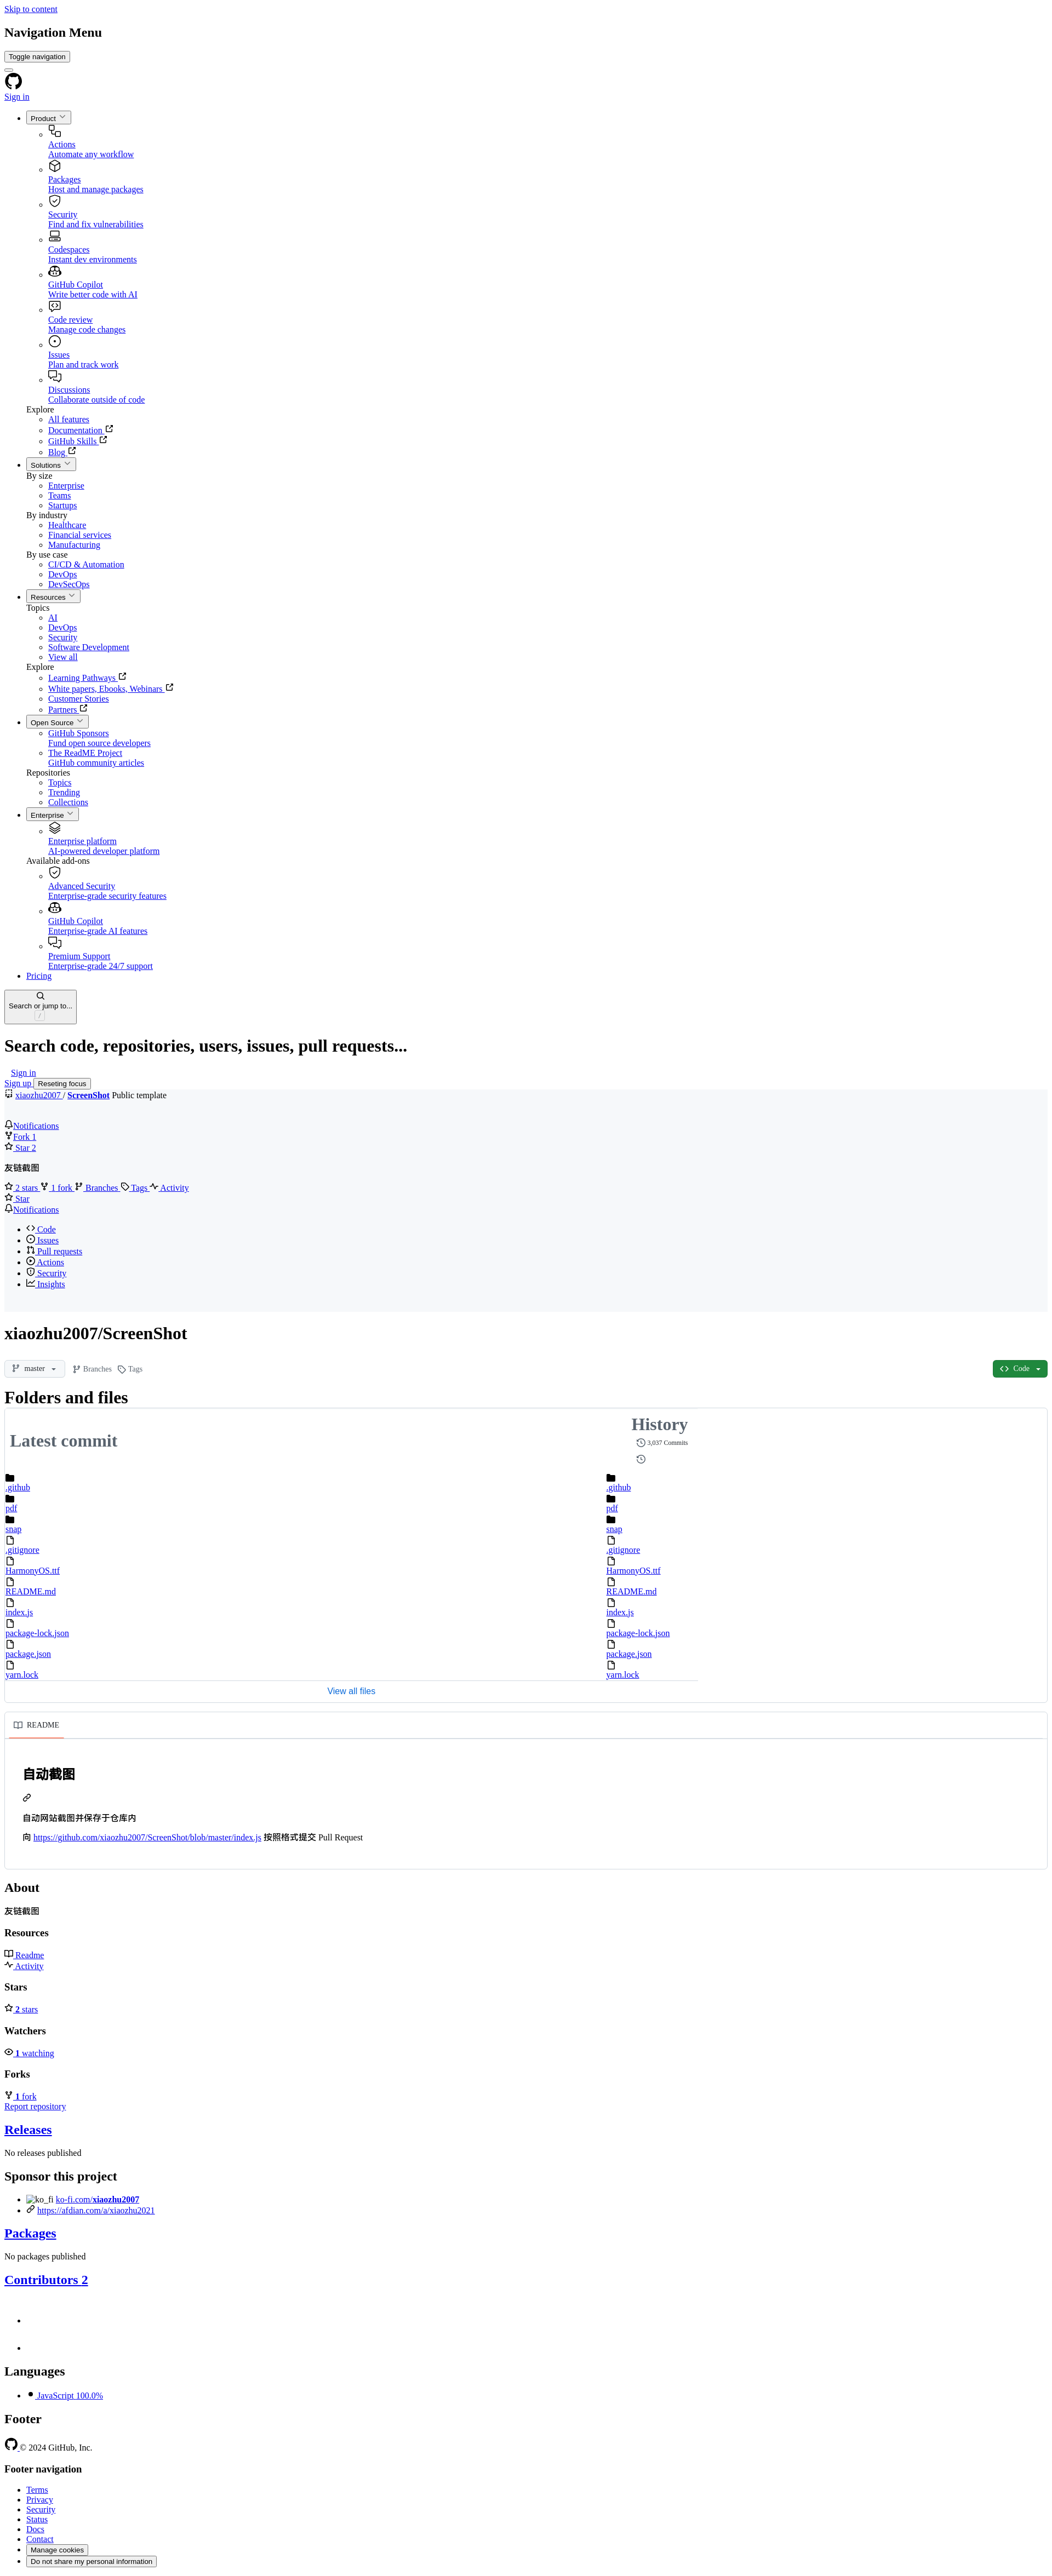 Skip to content
Navigation Menu
Toggle navigation
Sign in
Product
Actions
Automate any workflow
Packages
Host and manage packages
Security
Find and fix vulnerabilities
Codespaces
Instant dev environments
GitHub Copilot
Write better code with AI
Code review
Manage code changes
Issues
Plan and track work
Discussions
Collaborate outside of code
Explore
All features
Documentation
GitHub Skills
Blog
Solutions
By size
Enterprise
Teams
Startups
By industry
Healthcare
Financial services
Manufacturing
By use case
CI/CD & Automation
DevOps
DevSecOps
Resources
Topics
AI
DevOps
Security
Software Development
View all
Explore
Learning Pathways
White papers, Ebooks, Webinars
Customer Stories
Partners
Open Source
GitHub Sponsors
Fund open source developers
The ReadME Project
GitHub community articles
Repositories
Topics
Trending
Collections
Enterprise
Enterprise platform
AI-powered developer platform
Available add-ons
Advanced Security
Enterprise-grade security features
GitHub Copilot
Enterprise-grade AI features
Premium Support
Enterprise-grade 24/7 support
Pricing
Search or jump to...
/
Search code, repositories, users, issues, pull requests...
Sign in
Sign up Reseting focus
xiaozhu2007 / ScreenShot Public template
Notifications
Fork 1
Star 2
友链截图
2 stars 1 fork Branches Tags Activity
Star
Notifications
Code
Issues
Pull requests
Actions
Security
Insights
xiaozhu2007/ScreenShot
master Branches Tags Code
Folders and files
Latest commit
History
3,037 Commits
.github .github
pdf pdf
snap snap
.gitignore .gitignore
HarmonyOS.ttf HarmonyOS.ttf
README.md README.md
index.js index.js
package-lock.json package-lock.json
package.json package.json
yarn.lock yarn.lock
View all files
README
自动截图
自动网站截图并保存于仓库内
向 https://github.com/xiaozhu2007/ScreenShot/blob/master/index.js 按照格式提交 Pull Request
About
友链截图
Resources
Readme
Activity
Stars
2 stars
Watchers
1 watching
Forks
1 fork
Report repository
Releases
No releases published
Sponsor this project
ko_fi ko-fi.com/xiaozhu2007
https://afdian.com/a/xiaozhu2021
Packages
No packages published
Contributors 2
Languages
JavaScript 100.0%
Footer
© 2024 GitHub, Inc.
Footer navigation
Terms
Privacy
Security
Status
Docs
Contact
Manage cookies
Do not share my personal information